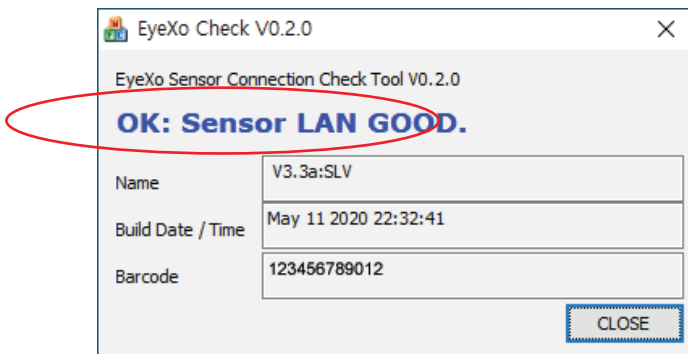 EyeXo Check V0.2.0
EyeXo Sensor Connection Check Tool V0.2.0
OK: Sensor LAN GOOD.
Name V3.3a:SLV
Build Date / Time May 11 2020 22:32:41
Barcode 123456789012
CLOSE